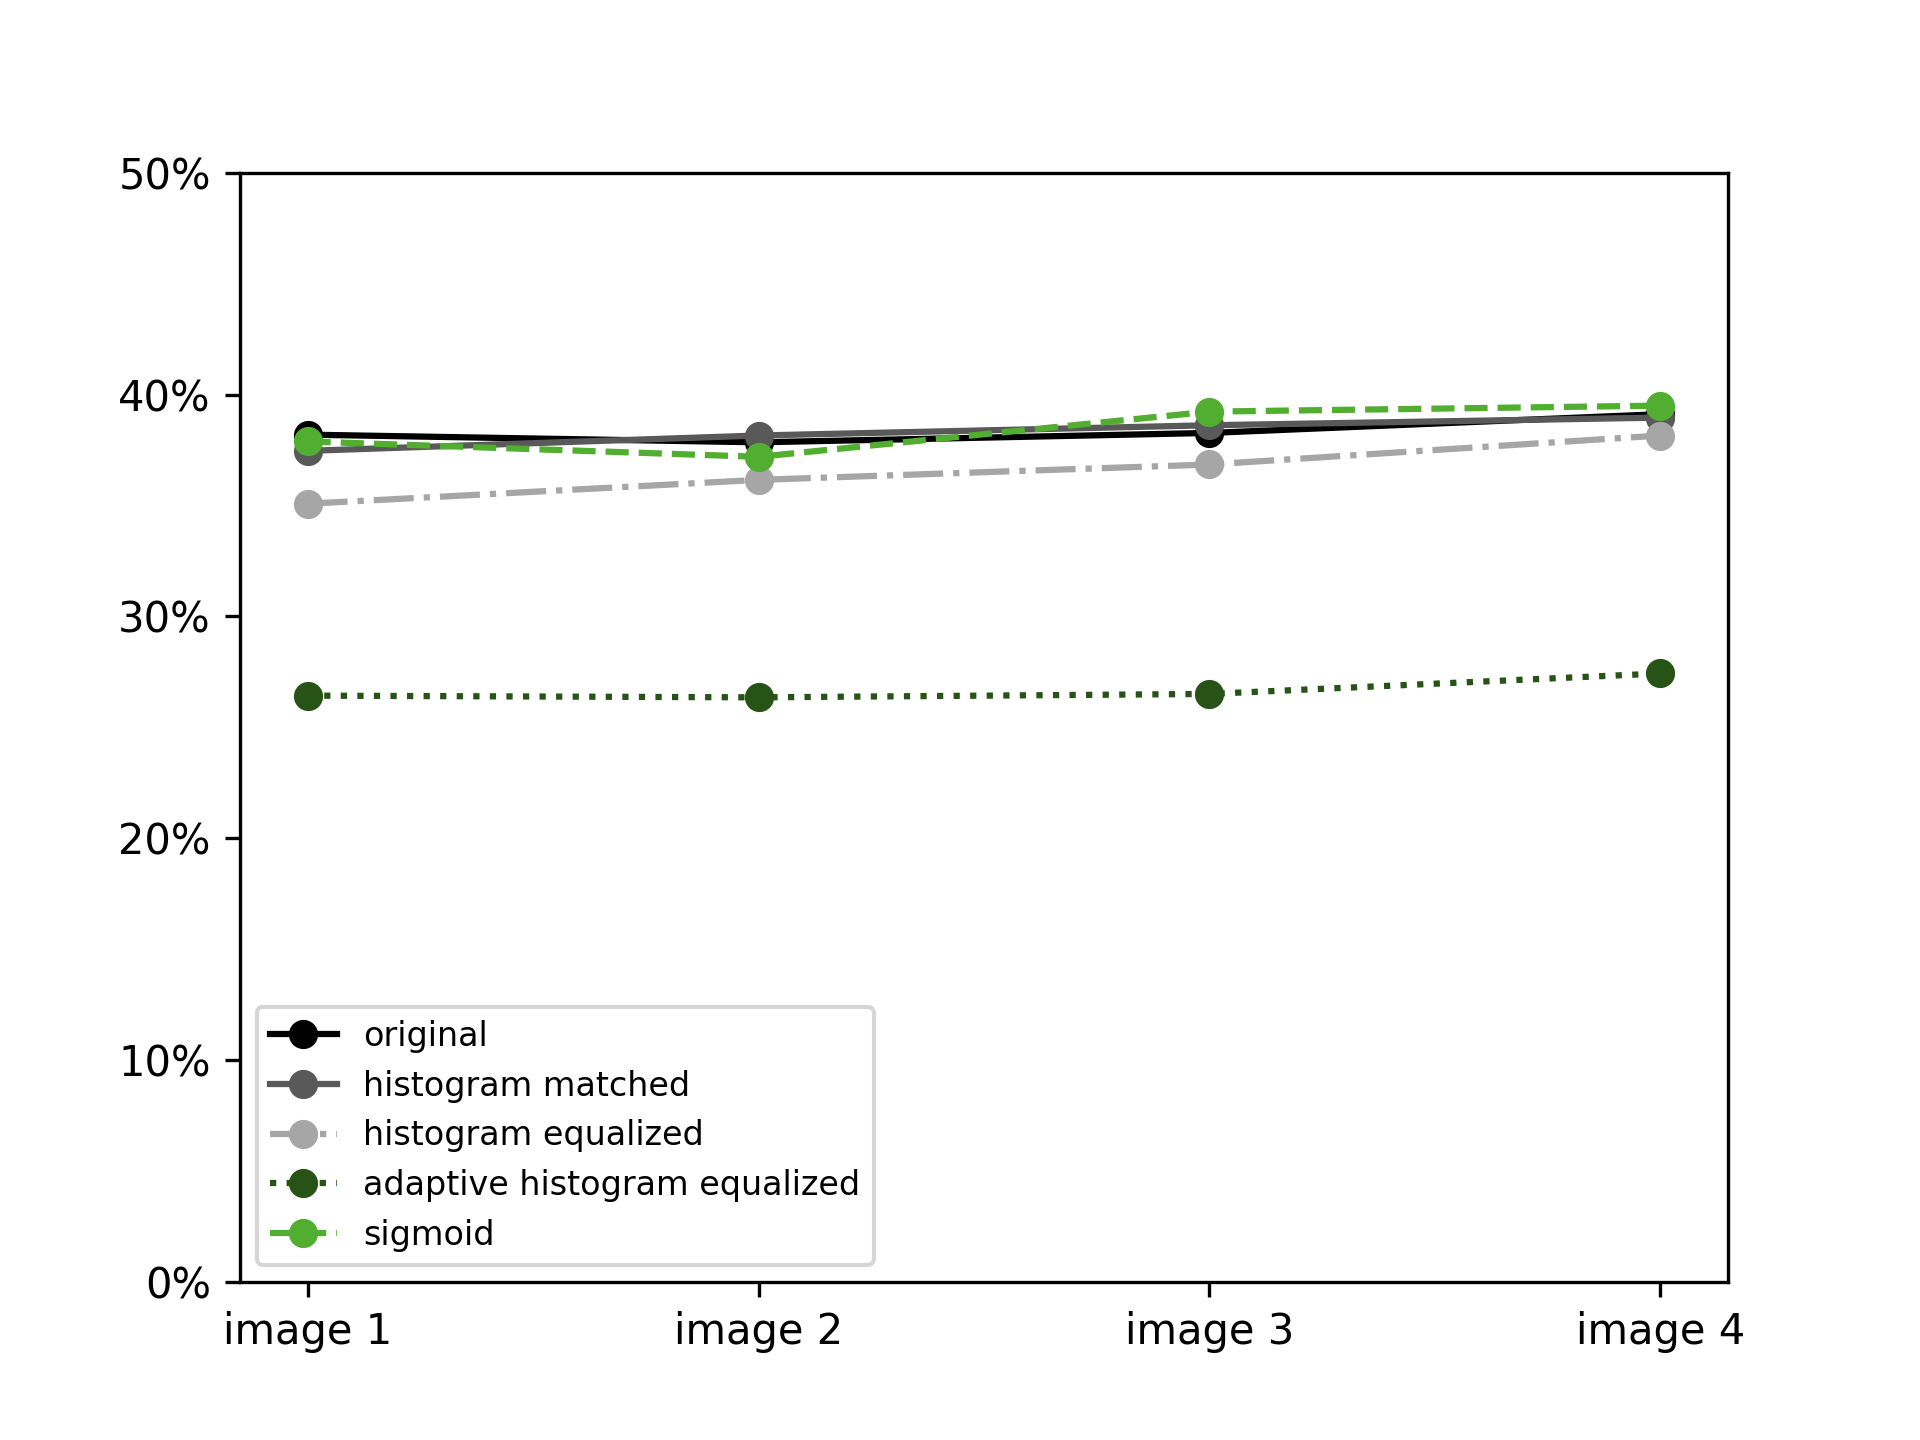 50%
40%
30%
20%
10%
0%
original
histogram matched
histogram equalized
adaptive histogram equalized
sigmoid
image 1 image 2 image 3 image 4